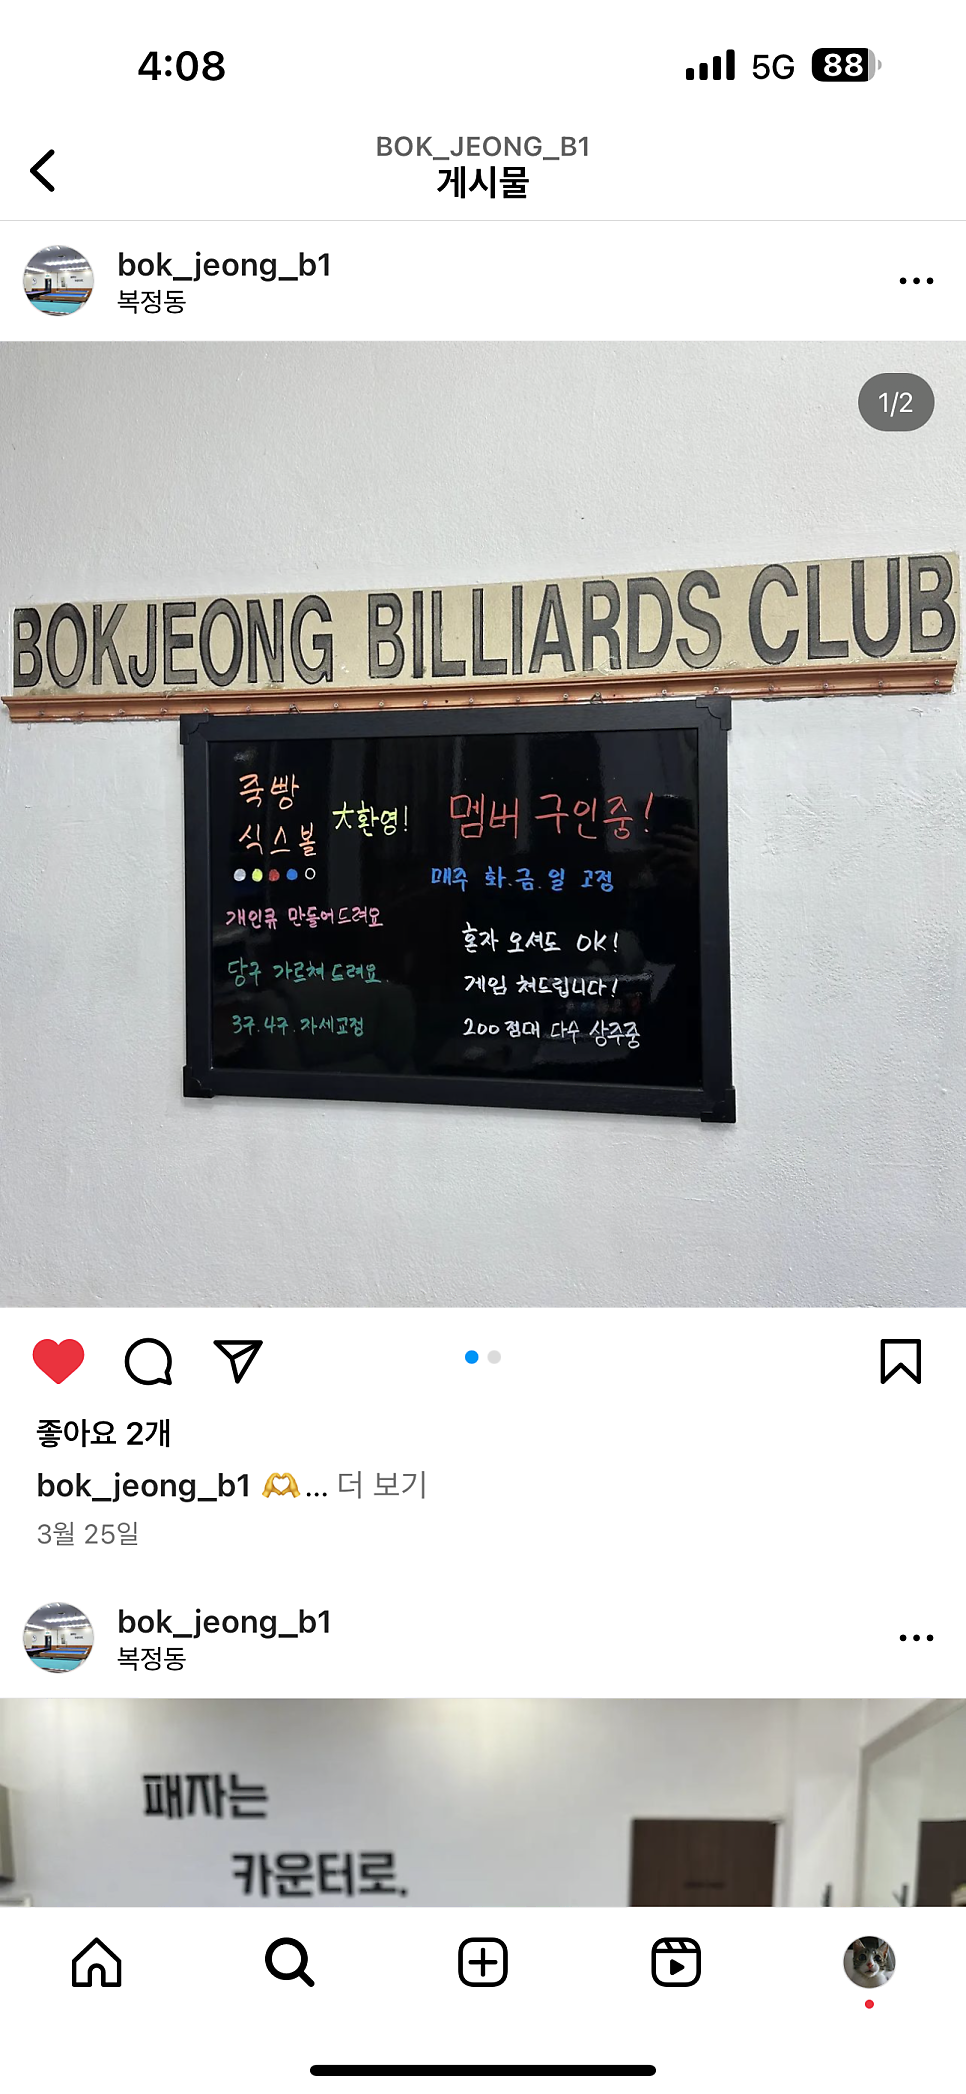 4:08
5G 88
BOK_JEONG_B1
게시물
bok_jeong_b1
복정동
1/2
BOKJEONG BILLIARDS CLUB
죽빵
식스볼
大환영!
개인큐 만들어드려요
당구 가르쳐 드려요.
3구.4구.자세교정
멤버 구인중!
매주 화.금.일 고정
혼자 오셔도 OK!
게임 쳐드립니다!
200점대 다수 상주중
좋아요 2개
bok_jeong_b1 🫶... 더 보기
3월 25일
bok_jeong_b1
복정동
패자는
카운터로.